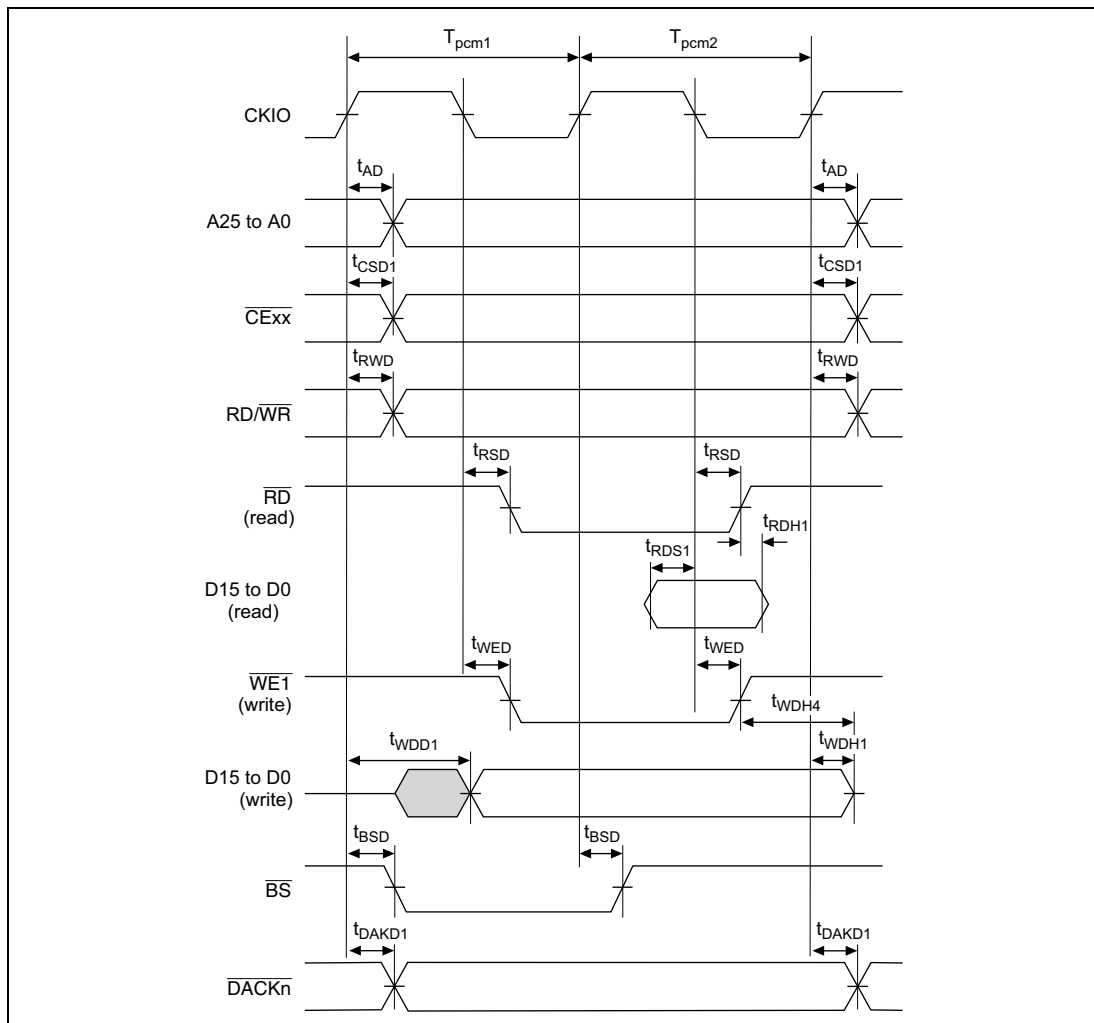 Tpcm1 Tpcm2
CKIO
tAD tAD
A25 to A0
tCSD1 tCSD1
CExx
tRWD tRWD
RD/WR
tRSD tRSD
RD
(read)
tRDH1
tRDS1
D15 to D0
(read)
tWED tWED
WE1
(write)
tWDH4
tWDD1 tWDH1
D15 to D0
(write)
tBSD tBSD
BS
tDAKD1 tDAKD1
DACKn